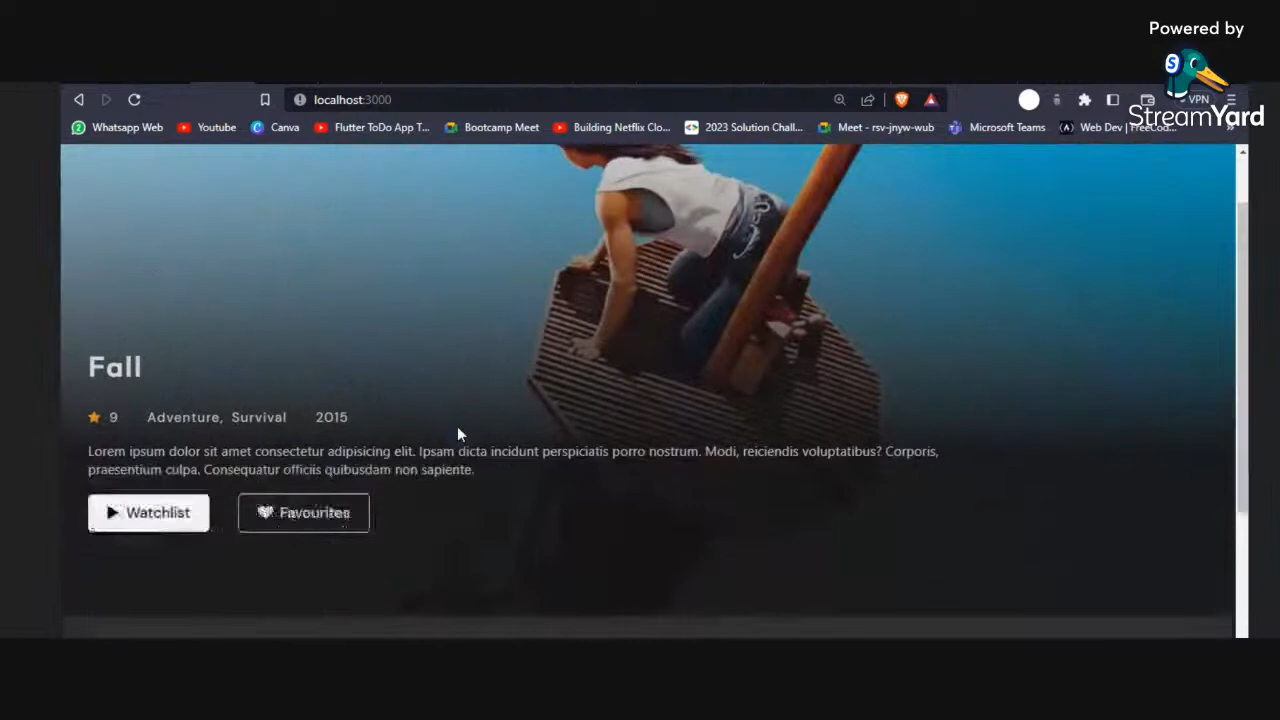 Powered by
StreamYard
localhost:3000
VPN
Whatsapp Web
Youtube
Canva
Flutter ToDo App T...
Bootcamp Meet
Building Netflix Clo...
2023 Solution Chall...
Meet - rsv-jnyw-wub
Microsoft Teams
Web Dev | FreeCod...
Fall
9 Adventure, Survival 2015
Lorem ipsum dolor sit amet consectetur adipisicing elit. Ipsam dicta incidunt perspiciatis porro nostrum. Modi, reiciendis voluptatibus? Corporis,
praesentium culpa. Consequatur officiis quibusdam non sapiente.
Watchlist
Favourites